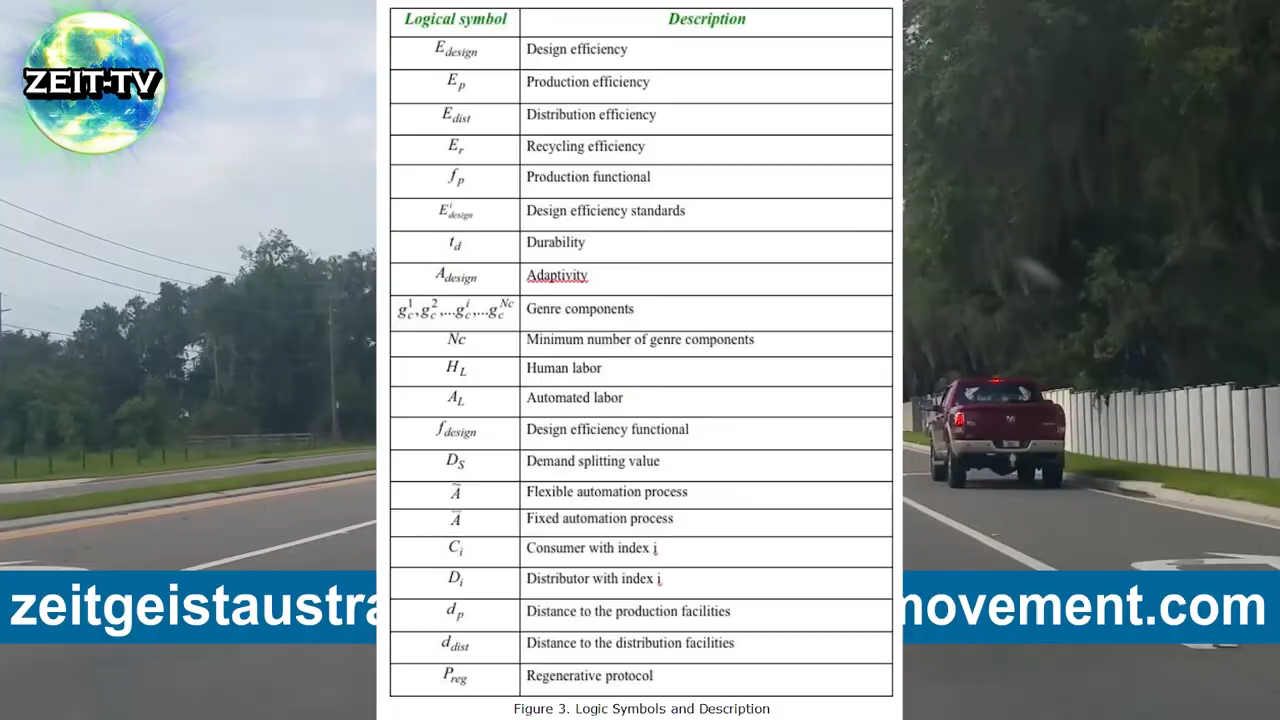 ZEIT-TV
Logical symbol Description
E_design Design efficiency
E_p Production efficiency
E_dist Distribution efficiency
E_r Recycling efficiency
f_p Production functional
E^i_design Design efficiency standards
t_d Durability
A_design Adaptivity
g_c^1, g_c^2,...g_c^i,...g_c^Nc Genre components
Nc Minimum number of genre components
H_L Human labor
A_L Automated labor
f_design Design efficiency functional
D_S Demand splitting value
Ã Flexible automation process
Ā Fixed automation process
C_i Consumer with index i
D_i Distributor with index i
d_p Distance to the production facilities
d_dist Distance to the distribution facilities
P_reg Regenerative protocol
zeitgeistaustra movement.com
Figure 3. Logic Symbols and Description